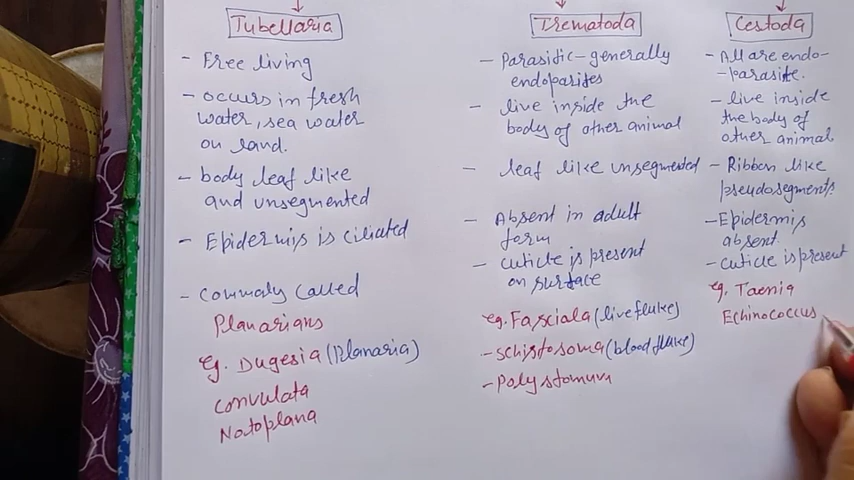 Tubellaria
- Free living
- occurs in fresh
water, sea water
on land.
- body leaf like
and unsegmented
- Epidermis is ciliated
- Commaly called
Planarians
eg. Dugesia (Planaria)
Convulata
Notoplana
Trematoda
- Parasitic - generally
endoparites
- live inside the
body of other animal
- leaf like unsegmented
- Absent in adult
form
- cuticle is present
on surface
eg. Fasciala (live fluke)
- schistosoma (blood fluke)
- Polystomum
Cestoda
- All are endo-
-parasite.
- live inside
the body of
other animal
- Ribbon like
pseudosegments.
- Epidermis
absent.
- cuticle is present
eg. Taenia
Echinococcus